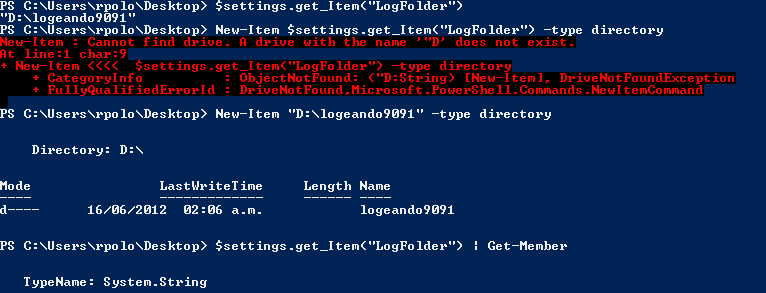 PS C:\Users\rpolo\Desktop> $settings.get_Item("LogFolder")
"D:\logeando9091"
PS C:\Users\rpolo\Desktop> New-Item $settings.get_Item("LogFolder") -type directory
New-Item : Cannot find drive. A drive with the name '"D' does not exist.
At line:1 char:9
+ New-Item <<<<  $settings.get_Item("LogFolder") -type directory
    + CategoryInfo          : ObjectNotFound: ("D:String) [New-Item], DriveNotFoundException
    + FullyQualifiedErrorId : DriveNotFound,Microsoft.PowerShell.Commands.NewItemCommand
PS C:\Users\rpolo\Desktop> New-Item "D:\logeando9091" -type directory
    Directory: D:\
Mode                LastWriteTime     Length Name
----                -------------     ------ ----
d----        16/06/2012  02:06 a.m.            logeando9091
PS C:\Users\rpolo\Desktop> $settings.get_Item("LogFolder") | Get-Member
   TypeName: System.String